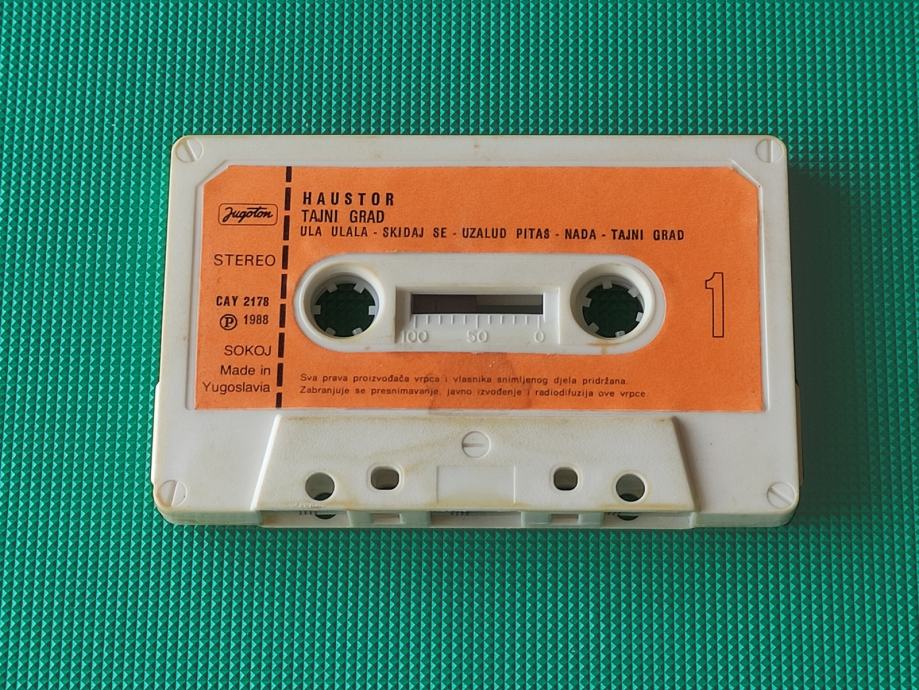 Jugoton
STEREO
CAY 2178
Ⓟ 1988
SOKOJ
Made in
Yugoslavia
HAUSTOR
TAJNI GRAD
ULA ULALA - SKIDAJ SE - UZALUD PITAŠ - NADA - TAJNI GRAD
1
100 50 0
Sva prava proizvođača vrpca i vlasnika snimljenog djela pridržana.
Zabranjuje se presnimavanje, javno izvođenje i radiodifuzija ove vrpce.